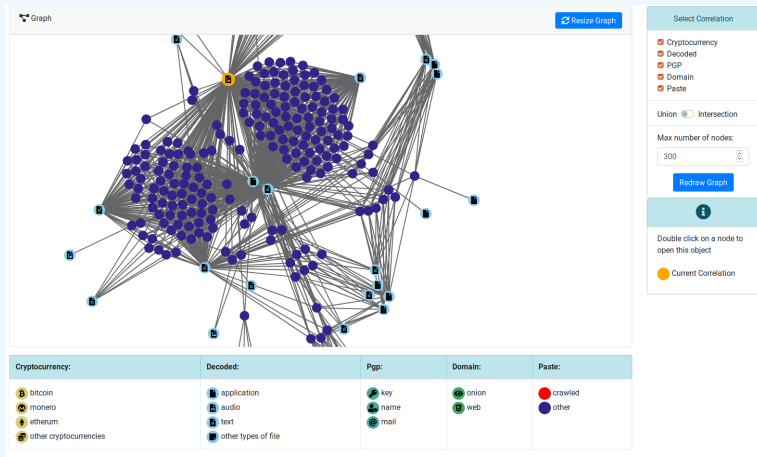 Graph
Resize Graph
Select Correlation
Cryptocurrency
Decoded
PGP
Domain
Paste
Union Intersection
Max number of nodes:
300
Redraw Graph
Double click on a node to
open this object
Current Correlation
Cryptocurrency:
bitcoin
monero
etherum
other cryptocurrencies
Decoded:
application
audio
text
other types of file
Pgp:
key
name
mail
Domain:
onion
web
Paste:
crawled
other